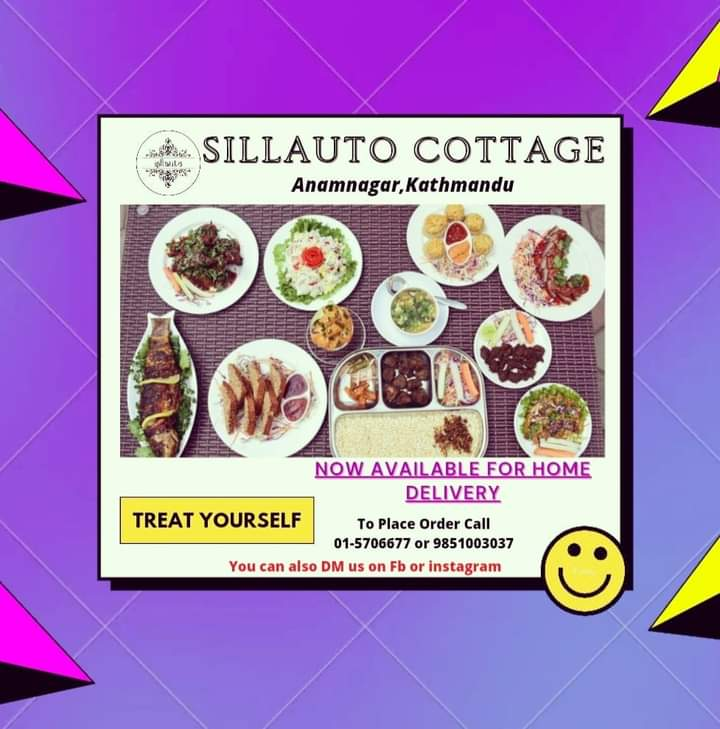 sillauto
SILLAUTO COTTAGE
Anamnagar,Kathmandu
NOW AVAILABLE FOR HOME
DELIVERY
TREAT YOURSELF
To Place Order Call
01-5706677 or 9851003037
You can also DM us on Fb or instagram